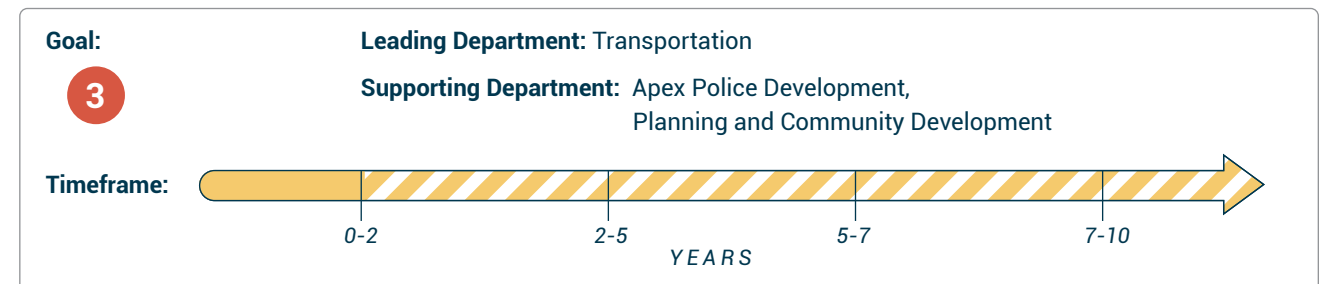 Goal:
Leading Department: Transportation
3
Supporting Department: Apex Police Development,
Planning and Community Development
Timeframe:
0-2
2-5
5-7
7-10
YEARS